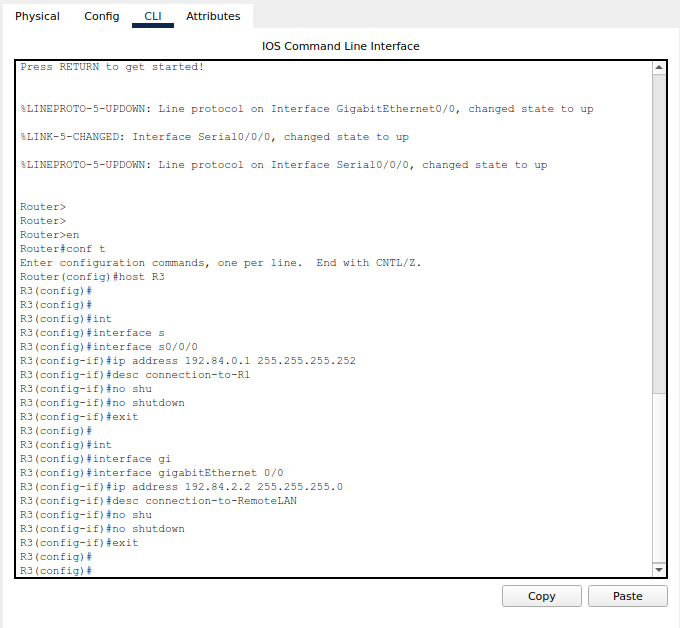 Physical Config CLI Attributes
IOS Command Line Interface
Press RETURN to get started!
%LINEPROTO-5-UPDOWN: Line protocol on Interface GigabitEthernet0/0, changed state to up
%LINK-5-CHANGED: Interface Serial0/0/0, changed state to up
%LINEPROTO-5-UPDOWN: Line protocol on Interface Serial0/0/0, changed state to up
Router>
Router>
Router>en
Router#conf t
Enter configuration commands, one per line.  End with CNTL/Z.
Router(config)#host R3
R3(config)#
R3(config)#
R3(config)#int
R3(config)#interface s
R3(config)#interface s0/0/0
R3(config-if)#ip address 192.84.0.1 255.255.255.252
R3(config-if)#desc connection-to-R1
R3(config-if)#no shu
R3(config-if)#no shutdown
R3(config-if)#exit
R3(config)#
R3(config)#int
R3(config)#interface gi
R3(config)#interface gigabitEthernet 0/0
R3(config-if)#ip address 192.84.2.2 255.255.255.0
R3(config-if)#desc connection-to-RemoteLAN
R3(config-if)#no shu
R3(config-if)#no shutdown
R3(config-if)#exit
R3(config)#
R3(config)#
Copy Paste